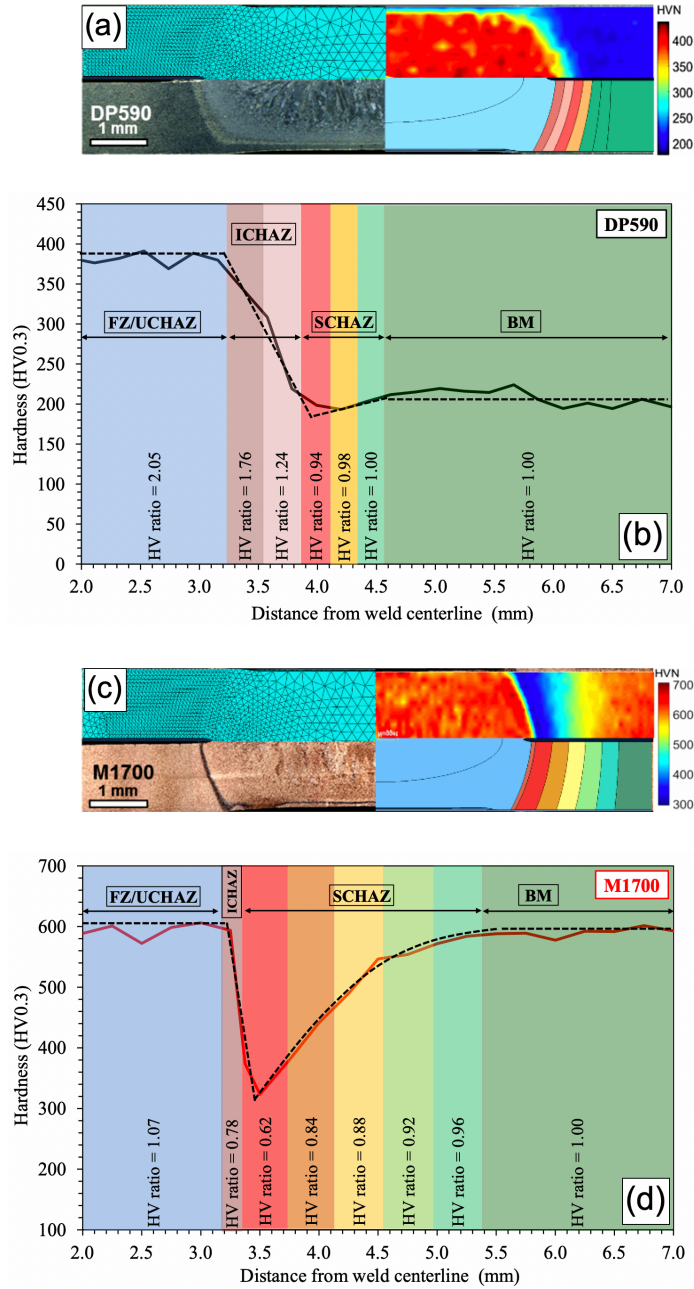 (a)
HVN
400
350
300
250
200
DP590
1 mm
450
400
350
300
250
200
150
100
50
0
Hardness (HV0.3)
DP590
ICHAZ
FZ/UCHAZ
SCHAZ
BM
HV ratio = 2.05
HV ratio = 1.76
HV ratio = 1.24
HV ratio = 0.94
HV ratio = 0.98
HV ratio = 1.00
HV ratio = 1.00
(b)
2.0 2.5 3.0 3.5 4.0 4.5 5.0 5.5 6.0 6.5 7.0
Distance from weld centerline (mm)
(c)
HVN
700
600
500
400
300
M1700
1 mm
700
600
500
400
300
200
100
Hardness (HV0.3)
M1700
FZ/UCHAZ
ICHAZ
SCHAZ
BM
HV ratio = 1.07
HV ratio = 0.78
HV ratio = 0.62
HV ratio = 0.84
HV ratio = 0.88
HV ratio = 0.92
HV ratio = 0.96
HV ratio = 1.00
(d)
2.0 2.5 3.0 3.5 4.0 4.5 5.0 5.5 6.0 6.5 7.0
Distance from weld centerline (mm)